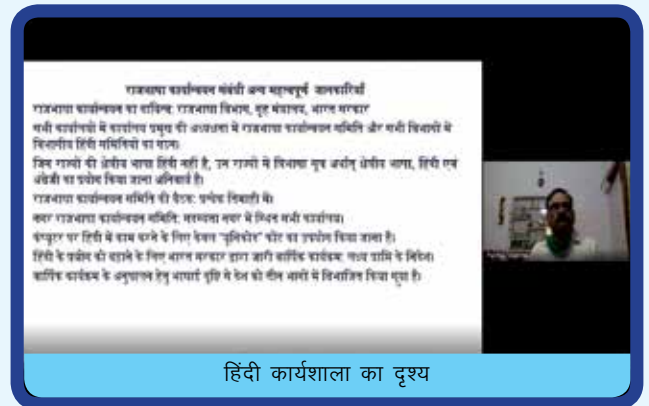 राजभाषा कार्यान्वयन संबंधी अन्य महत्वपूर्ण जानकारियाँ
राजभाषा कार्यान्वयन का दायित्व: राजभाषा विभाग, गृह मंत्रालय, भारत सरकार
सभी कार्यालयों में कार्यालय प्रमुख की अध्यक्षता में राजभाषा कार्यान्वयन समिति और सभी विभागों में
विभागीय हिंदी समितियों का गठन।
जिन राज्यों की क्षेत्रीय भाषा हिंदी नहीं है, उन राज्यों में त्रिभाषा सूत्र अर्थात् क्षेत्रीय भाषा, हिंदी एवं
अंग्रेजी का प्रयोग किया जाना अनिवार्य है।
राजभाषा कार्यान्वयन समिति की बैठक: प्रत्येक तिमाही में।
नगर राजभाषा कार्यान्वयन समिति: सदस्यता नगर में स्थित सभी कार्यालय।
कंप्यूटर पर हिंदी में काम करने के लिए केवल "यूनिकोड" फोंट का उपयोग किया जाता है।
हिंदी के प्रयोग को बढ़ाने के लिए भारत सरकार द्वारा जारी वार्षिक कार्यक्रम: लक्ष्य प्राप्ति के निर्देश।
वार्षिक कार्यक्रम के अनुपालन हेतु भाषाई दृष्टि से देश को तीन भागों में विभाजित किया गया है।
हिंदी कार्यशाला का दृश्य